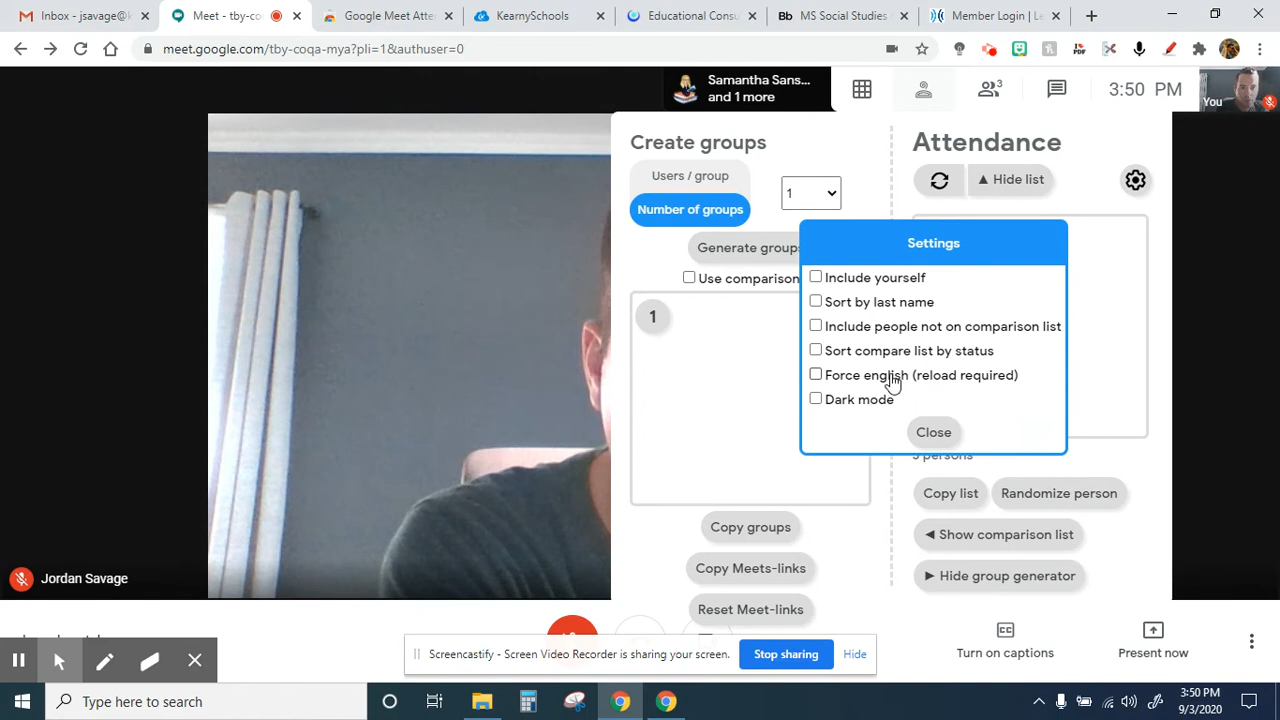 Inbox - jsavage@k
Meet - tby-co
Google Meet Atte
KearnySchools
Educational Consu
Bb MS Social Studies
Member Login | Le
meet.google.com/tby-coqa-mya?pli=1&authuser=0
Samantha Sans...
and 1 more
3
3:50 PM
You
Create groups
Attendance
Users / group
Number of groups
1
Hide list
Generate groups
Use comparison
Settings
Include yourself
Sort by last name
Include people not on comparison list
Sort compare list by status
Force english (reload required)
Dark mode
Close
1
Copy list
Randomize person
Copy groups
Show comparison list
Copy Meets-links
Hide group generator
Reset Meet-links
Jordan Savage
Screencastify - Screen Video Recorder is sharing your screen.
Stop sharing
Hide
CC
Turn on captions
Present now
Type here to search
3:50 PM
9/3/2020